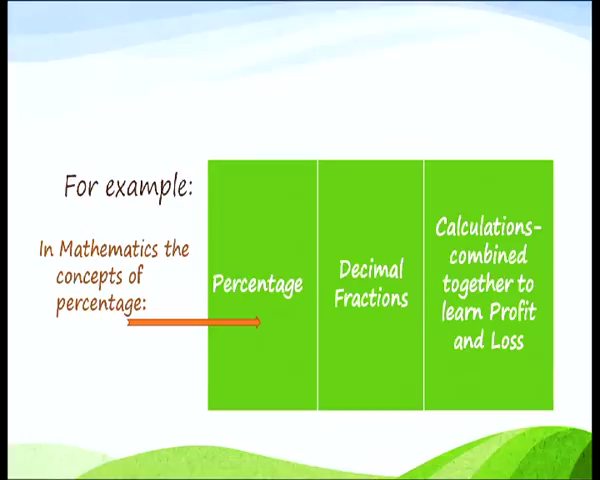 For example:
In Mathematics the
concepts of
percentage:
Percentage
Decimal
Fractions
Calculations-
combined
together to
learn Profit
and Loss